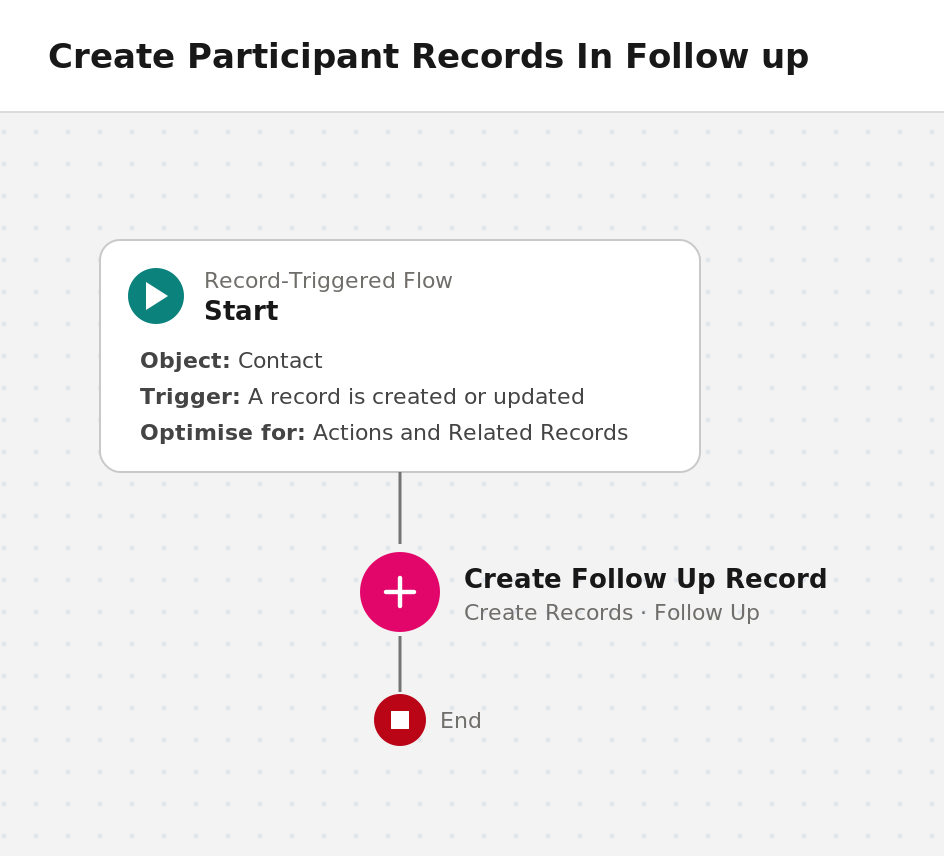 Create Participant Records In Follow up
Record-Triggered Flow
Start
Object: Contact
Trigger: A record is created or updated
Optimise for: Actions and Related Records
Create Follow Up Record
Create Records · Follow Up
End